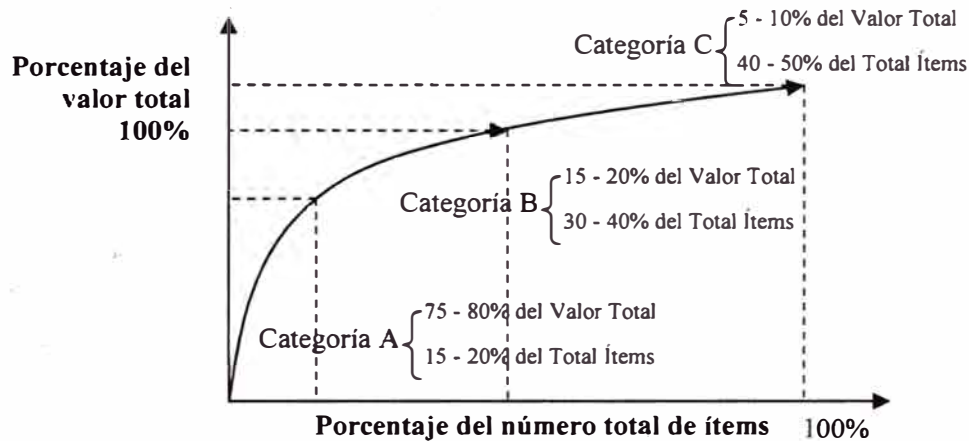 5 - 10% del Valor Total
Categoría C
40 - 50% del Total Ítems
Porcentaje del
valor total
100%
15 - 20% del Valor Total
Categoría B
30 - 40% del Total Ítems
75 - 80% del Valor Total
Categoría A
15 - 20% del Total Ítems
Porcentaje del número total de ítems 100%